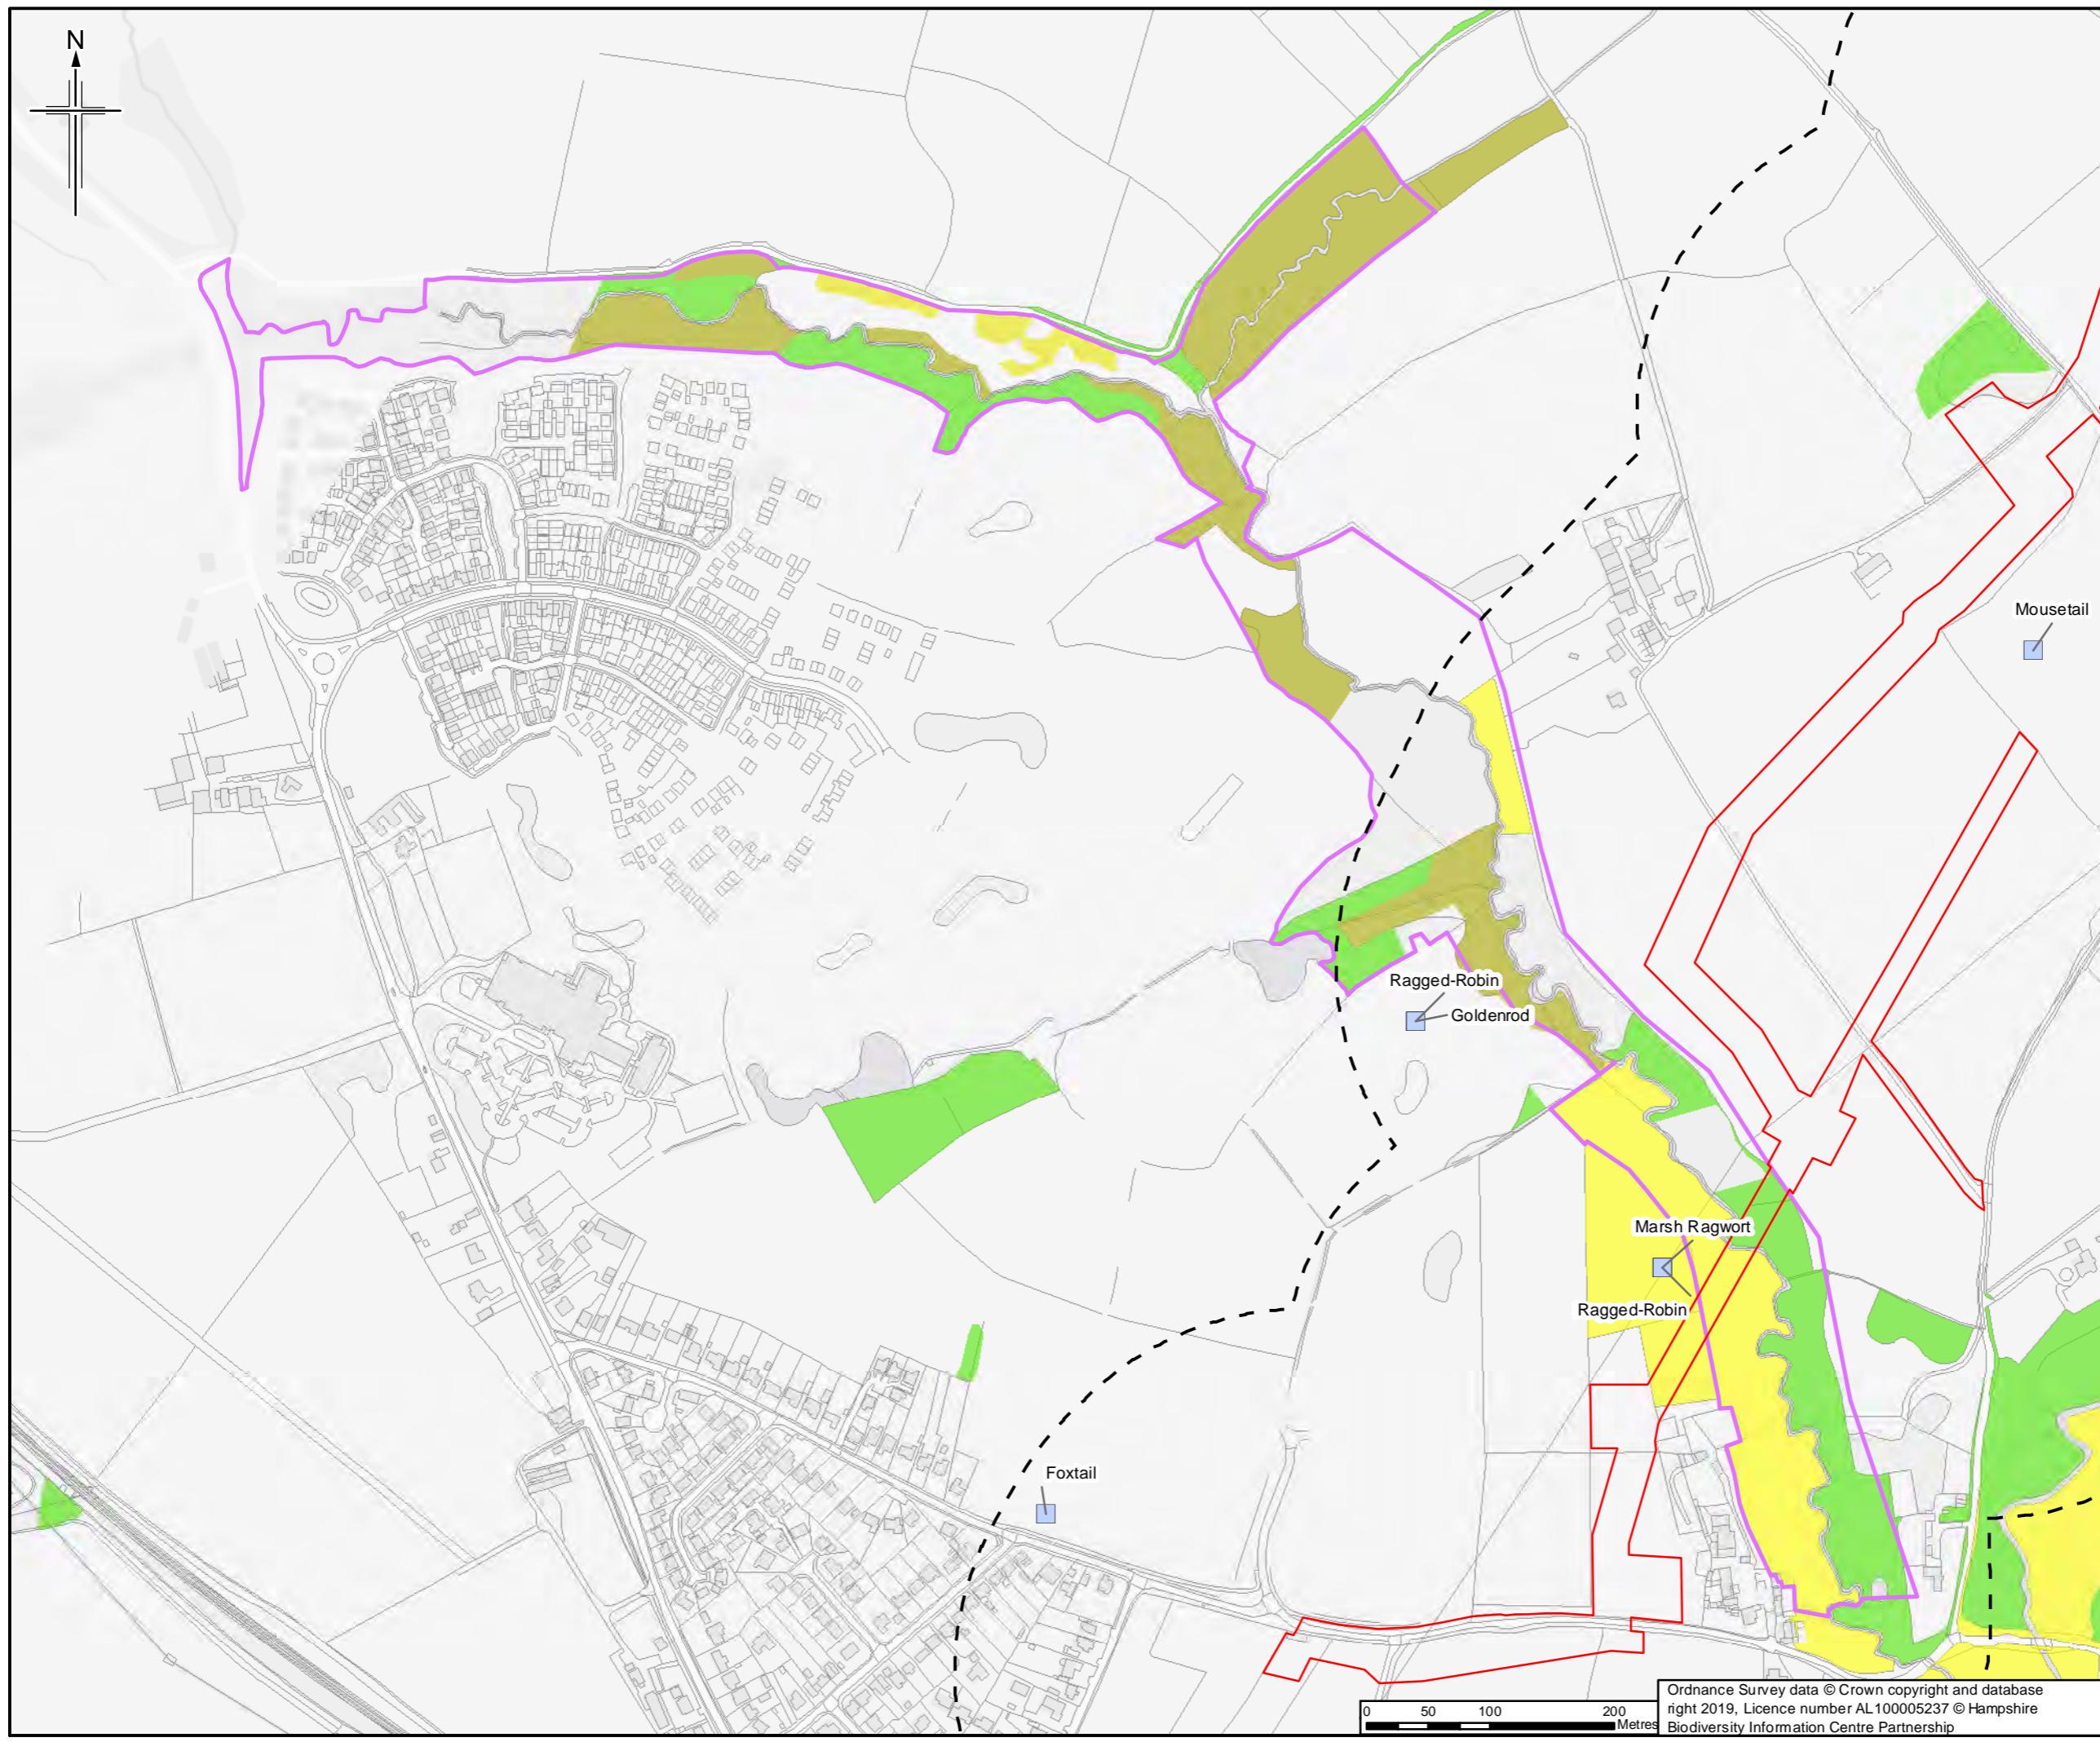 N
Mousetail
Ragged-Robin
Goldenrod
Marsh Ragwort
Ragged-Robin
Foxtail
0 50 100 200
Metres
Ordnance Survey data © Crown copyright and database
right 2019, Licence number AL100005237 © Hampshire
Biodiversity Information Centre Partnership